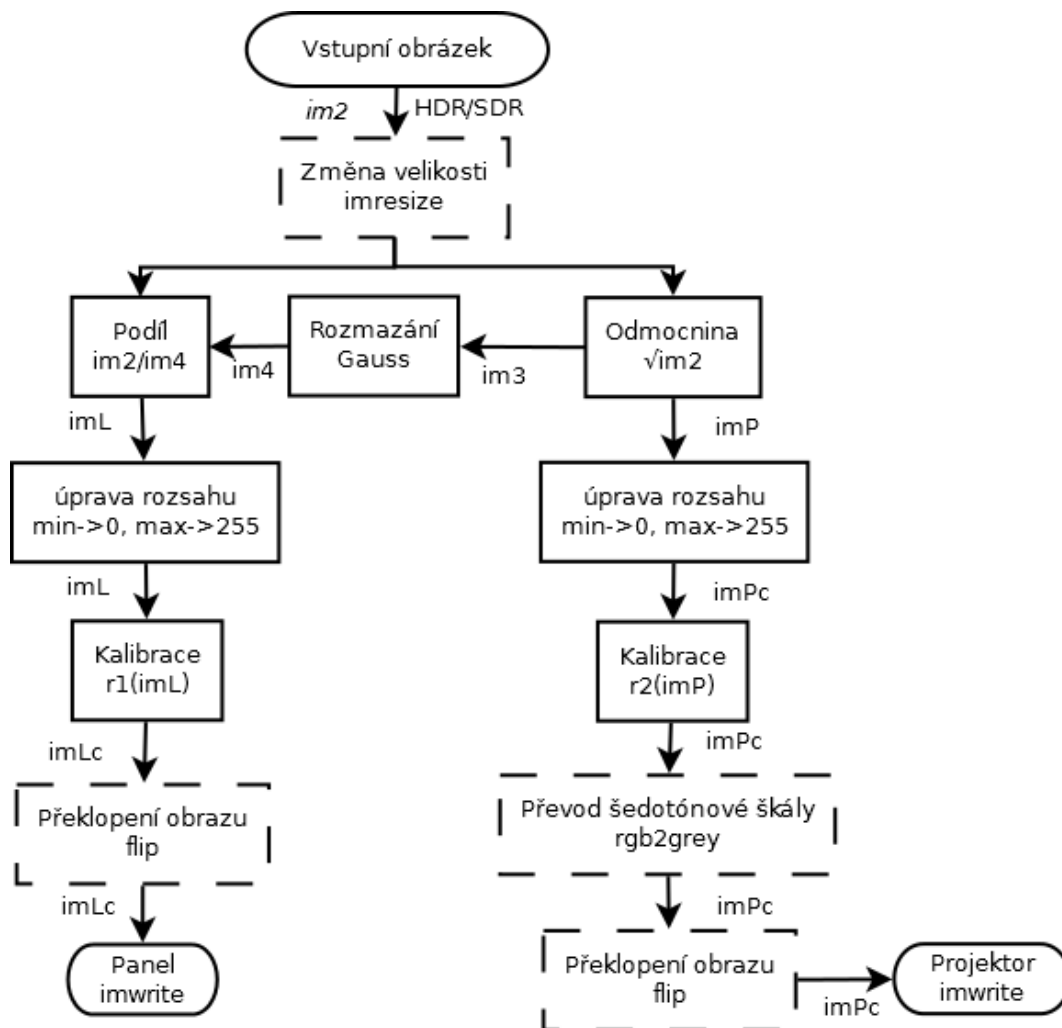 Vstupní obrázek
im2
HDR/SDR
Změna velikosti
imresize
Podíl
im2/im4
im4
Rozmazání
Gauss
im3
Odmocnina
√im2
imL
imP
úprava rozsahu
min->0, max->255
úprava rozsahu
min->0, max->255
imL
imPc
Kalibrace
r1(imL)
Kalibrace
r2(imP)
imLc
imPc
Překlopení obrazu
flip
Převod šedotónové škály
rgb2grey
imLc
imPc
Panel
imwrite
Překlopení obrazu
flip
imPc
Projektor
imwrite